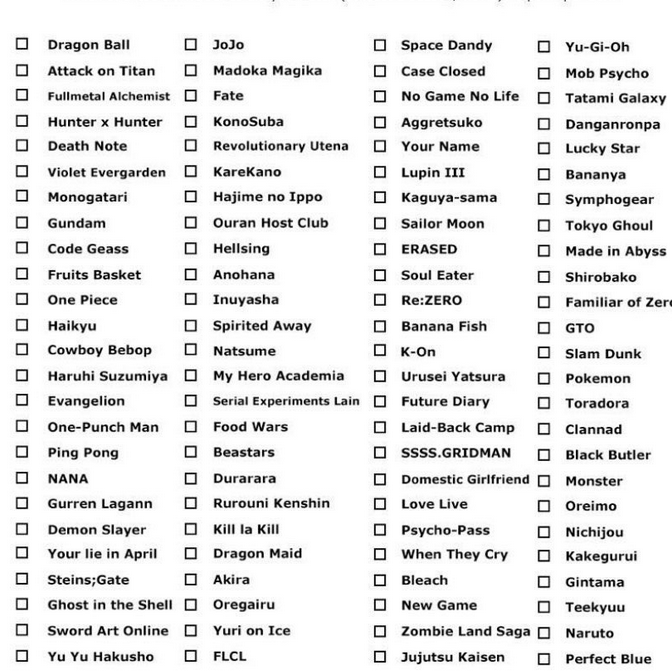 Dragon Ball
Attack on Titan
Fullmetal Alchemist
Hunter x Hunter
Death Note
Violet Evergarden
Monogatari
Gundam
Code Geass
Fruits Basket
One Piece
Haikyu
Cowboy Bebop
Haruhi Suzumiya
Evangelion
One-Punch Man
Ping Pong
NANA
Gurren Lagann
Demon Slayer
Your lie in April
Steins;Gate
Ghost in the Shell
Sword Art Online
Yu Yu Hakusho
JoJo
Madoka Magika
Fate
KonoSuba
Revolutionary Utena
KareKano
Hajime no Ippo
Ouran Host Club
Hellsing
Anohana
Inuyasha
Spirited Away
Natsume
My Hero Academia
Serial Experiments Lain
Food Wars
Beastars
Durarara
Rurouni Kenshin
Kill la Kill
Dragon Maid
Akira
Oregairu
Yuri on Ice
FLCL
Space Dandy
Case Closed
No Game No Life
Aggretsuko
Your Name
Lupin III
Kaguya-sama
Sailor Moon
ERASED
Soul Eater
Re:ZERO
Banana Fish
K-On
Urusei Yatsura
Future Diary
Laid-Back Camp
SSSS.GRIDMAN
Domestic Girlfriend
Love Live
Psycho-Pass
When They Cry
Bleach
New Game
Zombie Land Saga
Jujutsu Kaisen
Yu-Gi-Oh
Mob Psycho
Tatami Galaxy
Danganronpa
Lucky Star
Bananya
Symphogear
Tokyo Ghoul
Made in Abyss
Shirobako
Familiar of Zero
GTO
Slam Dunk
Pokemon
Toradora
Clannad
Black Butler
Monster
Oreimo
Nichijou
Kakegurui
Gintama
Teekyuu
Naruto
Perfect Blue